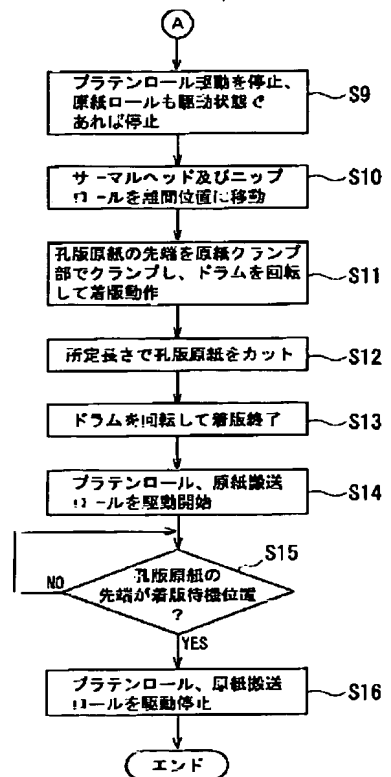 A
プラテンロール駆動を停止、
原紙ロールも駆動状態で
あれば停止
S9
サーマルヘッド及びニップ
ロールを離間位置に移動
S10
孔版原紙の先端を原紙クランプ
部でクランプし、ドラムを回転
して着版動作
S11
所定長さで孔版原紙をカット
S12
ドラムを回転して着版終了
S13
プラテンロール、原紙搬送
ロールを駆動開始
S14
孔版原紙の
先端が着版待機位置
?
S15
NO
YES
プラテンロール、原紙搬送
ロールを駆動停止
S16
エンド